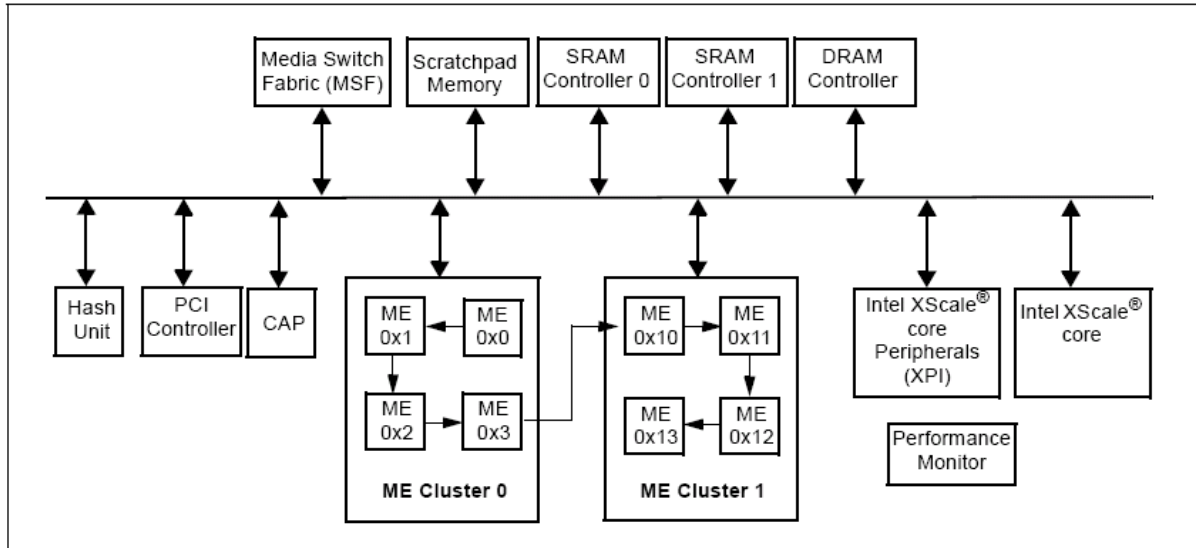 Media Switch
Fabric (MSF)
Scratchpad
Memory
SRAM
Controller 0
SRAM
Controller 1
DRAM
Controller
Hash
Unit
PCI
Controller
CAP
ME
0x1
ME
0x0
ME
0x2
ME
0x3
ME Cluster 0
ME
0x10
ME
0x11
ME
0x13
ME
0x12
ME Cluster 1
Intel XScale®
core
Peripherals
(XPI)
Intel XScale®
core
Performance
Monitor